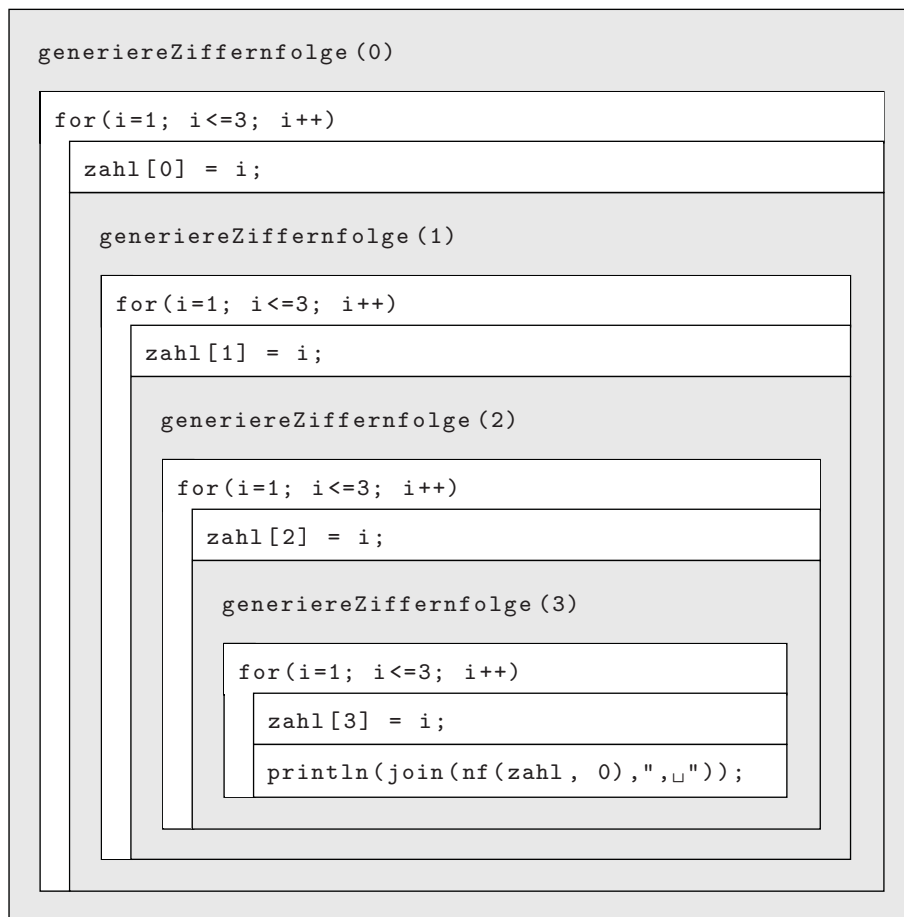 generiereZiffernfolge(0)
for(i=1; i<=3; i++)
zahl[0] = i;
generiereZiffernfolge(1)
for(i=1; i<=3; i++)
zahl[1] = i;
generiereZiffernfolge(2)
for(i=1; i<=3; i++)
zahl[2] = i;
generiereZiffernfolge(3)
for(i=1; i<=3; i++)
zahl[3] = i;
println(join(nf(zahl, 0),",␣"));